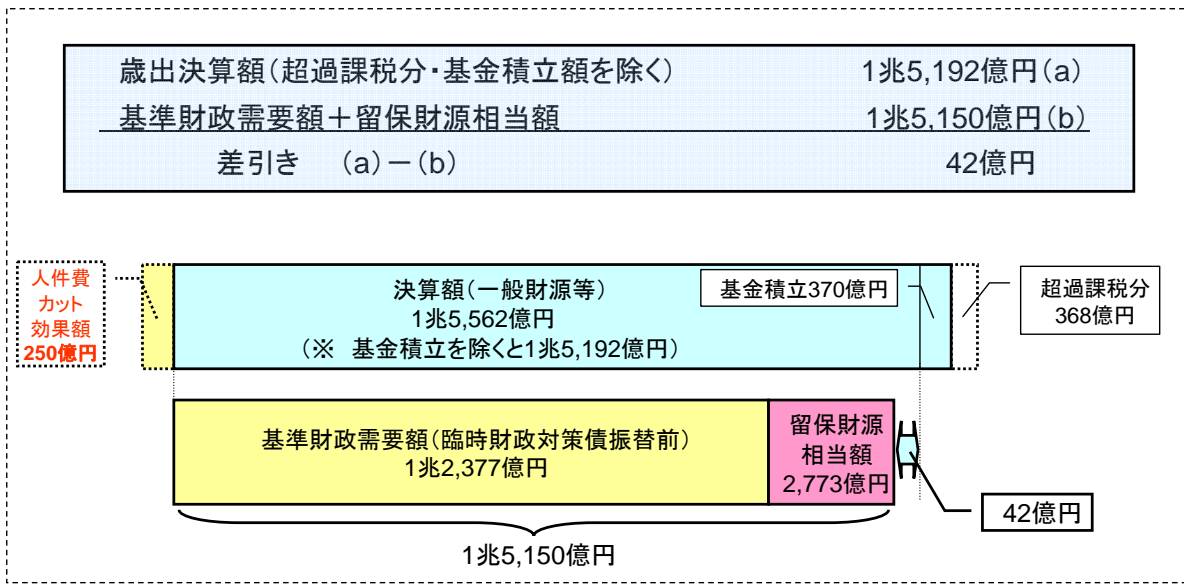 歳出決算額(超過課税分・基金積立額を除く) 1兆5,192億円(a)
基準財政需要額＋留保財源相当額 1兆5,150億円(b)
差引き (a)－(b) 42億円
人件費
カット
効果額
250億円
決算額(一般財源等)
1兆5,562億円
(※ 基金積立を除くと1兆5,192億円)
基金積立370億円
超過課税分
368億円
基準財政需要額(臨時財政対策債振替前)
1兆2,377億円
留保財源
相当額
2,773億円
42億円
1兆5,150億円